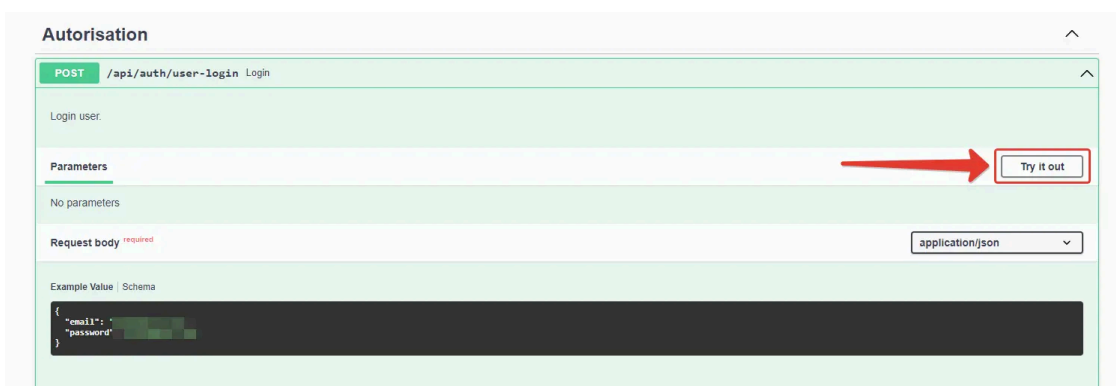 Autorisation
POST /api/auth/user-login Login
Login user.
Parameters
Try it out
No parameters
Request body required
application/json
Example Value | Schema
{
"email": "
"password"
}